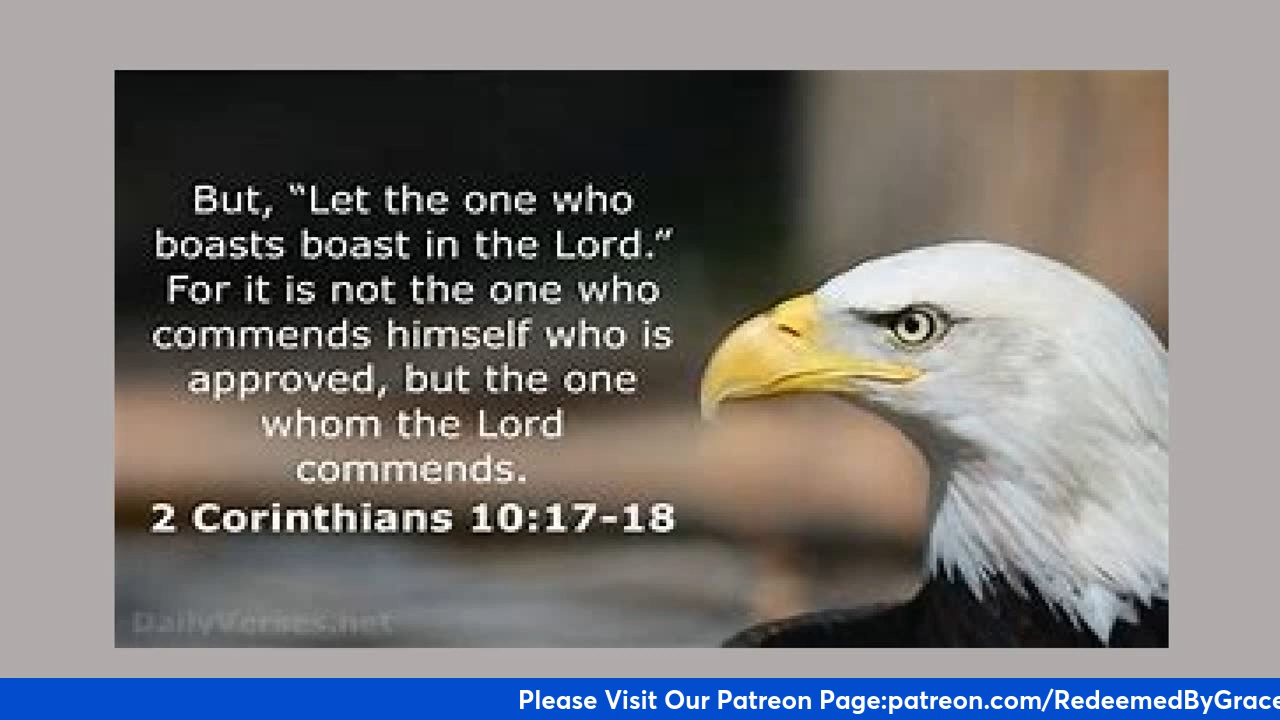 But, “Let the one who
boasts boast in the Lord.”
For it is not the one who
commends himself who is
approved, but the one
whom the Lord
commends.
2 Corinthians 10:17-18
DailyVerses.net
Please Visit Our Patreon Page:patreon.com/RedeemedByGrace